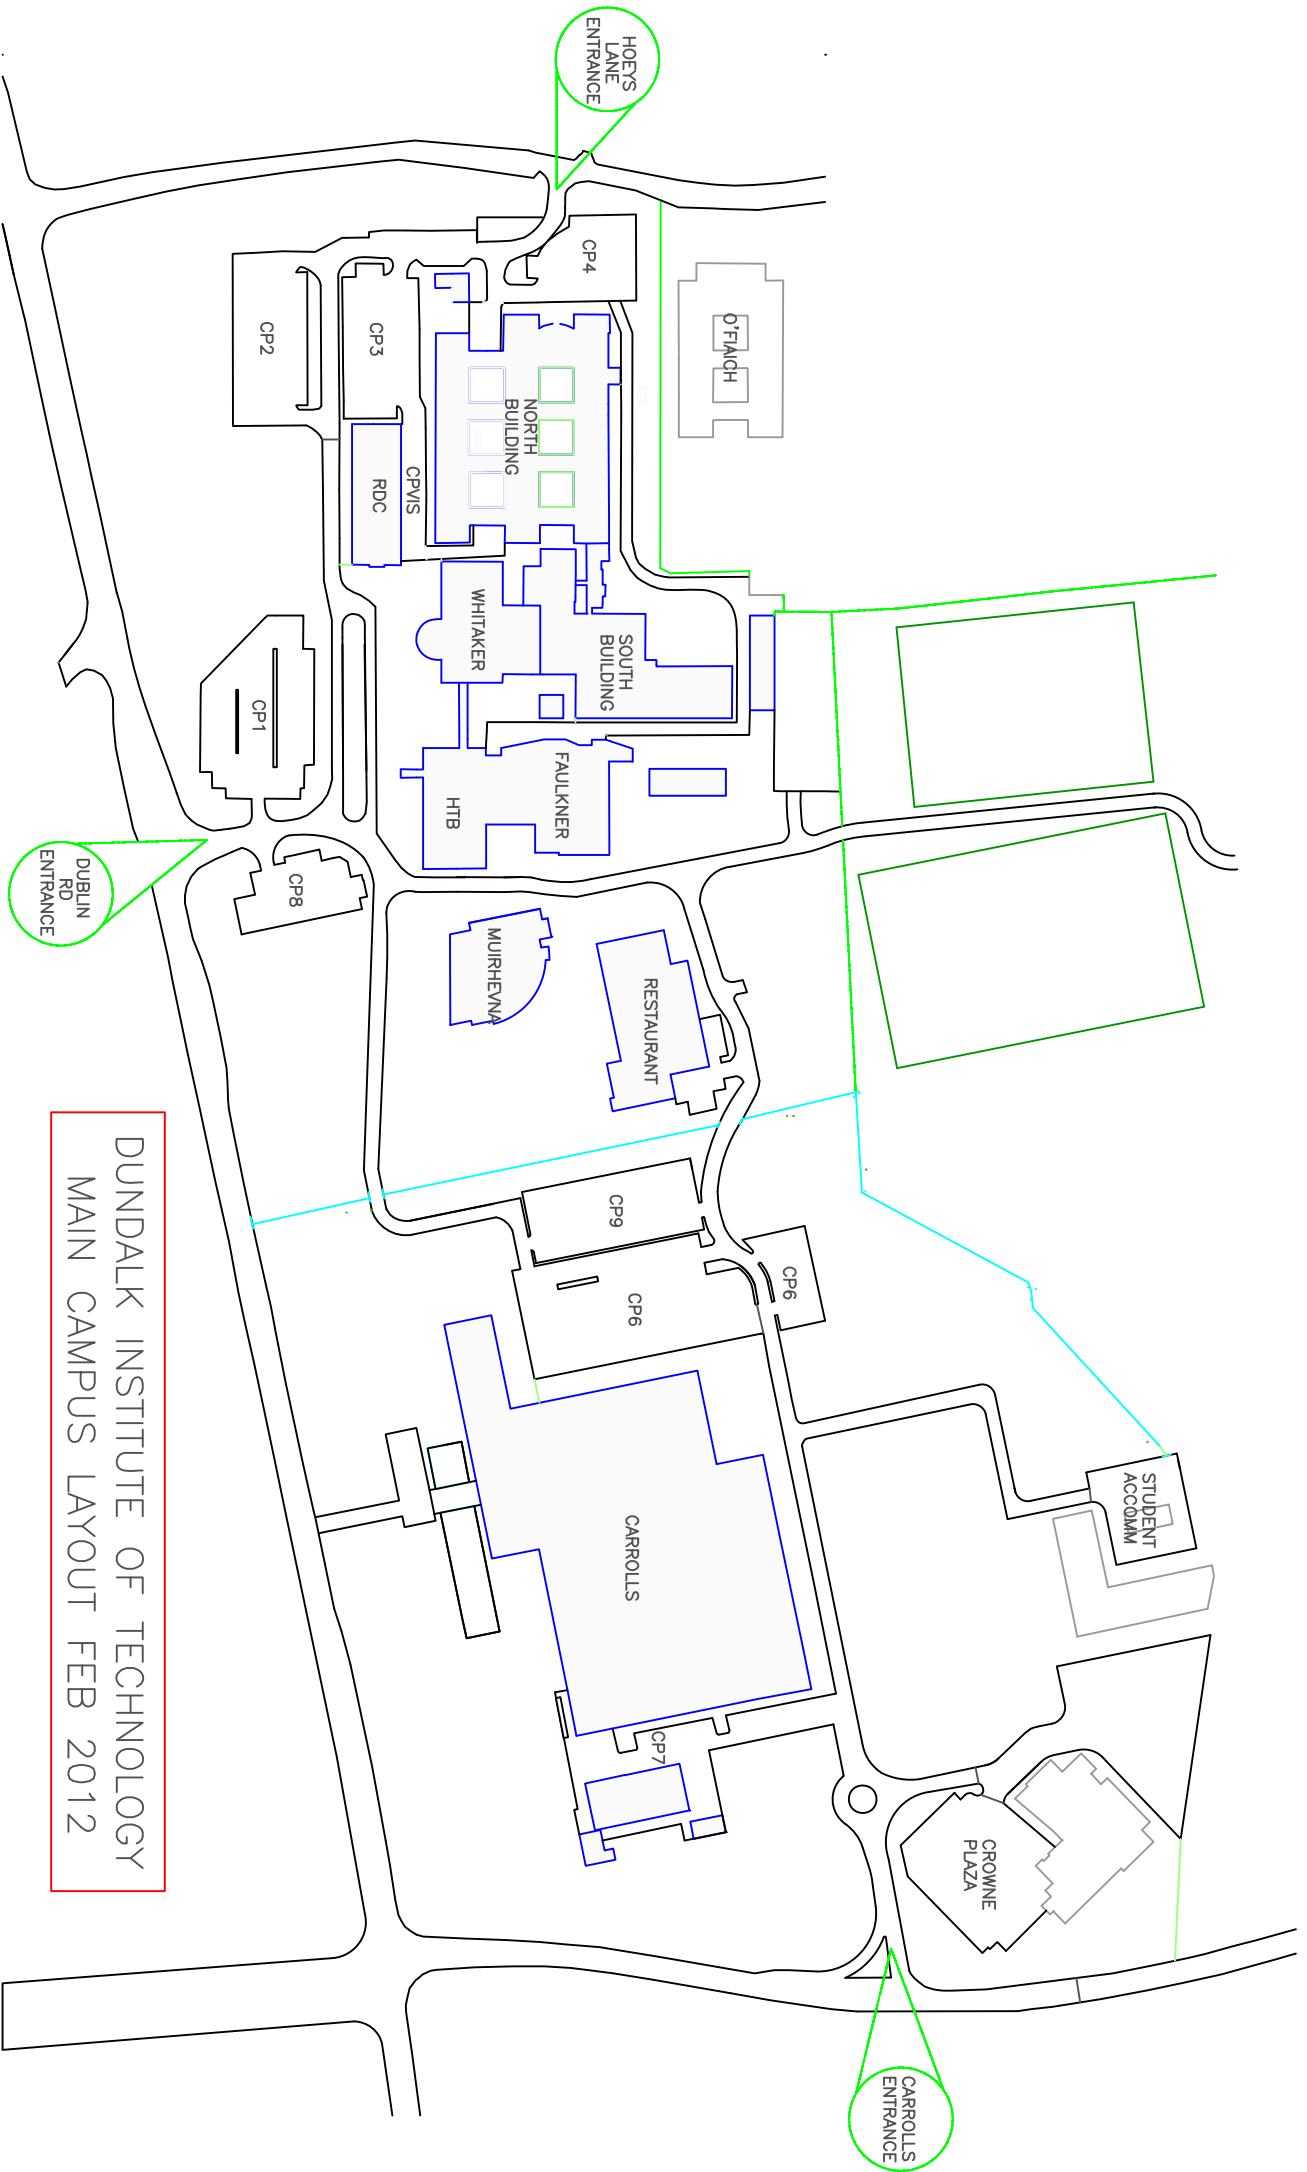 HOEYS
LANE
ENTRANCE
CP4
O'FIAICH
CP2
CP3
NORTH
BUILDING
CPVIS
RDC
WHITAKER
SOUTH
BUILDING
CP1
FAULKNER
HTB
DUBLIN
RD
ENTRANCE
CP8
MUIRHEVNA
RESTAURANT
CP9
CP6
CP6
STUDENT
ACCOMM
CARROLLS
CP7
CROWNE
PLAZA
CARROLLS
ENTRANCE
DUNDALK INSTITUTE OF TECHNOLOGY
MAIN CAMPUS LAYOUT FEB 2012